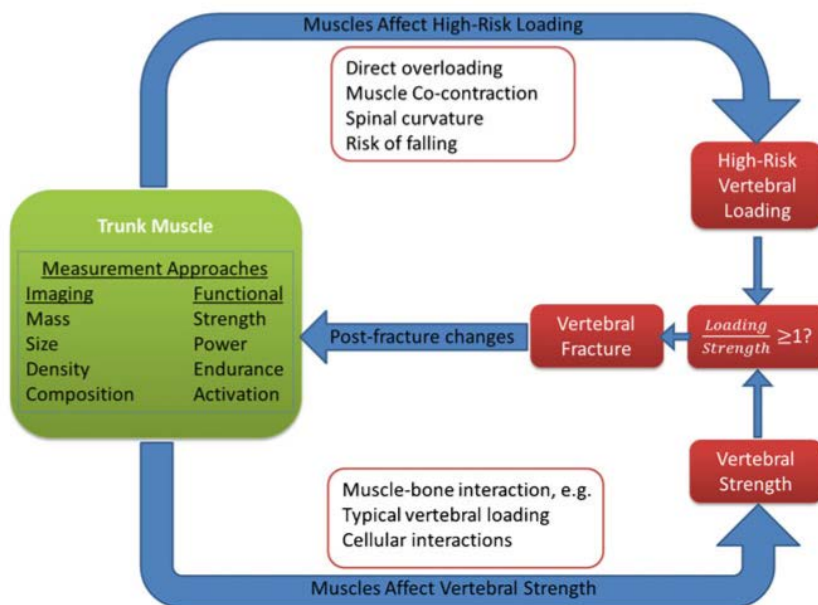 Muscles Affect High-Risk Loading
Direct overloading
Muscle Co-contraction
Spinal curvature
Risk of falling
High-Risk
Vertebral
Loading
Trunk Muscle
Measurement Approaches
Imaging Functional
Mass Strength
Size Power
Density Endurance
Composition Activation
Post-fracture changes
Vertebral
Fracture
Loading
Strength
≥1?
Vertebral
Strength
Muscle-bone interaction, e.g.
Typical vertebral loading
Cellular interactions
Muscles Affect Vertebral Strength